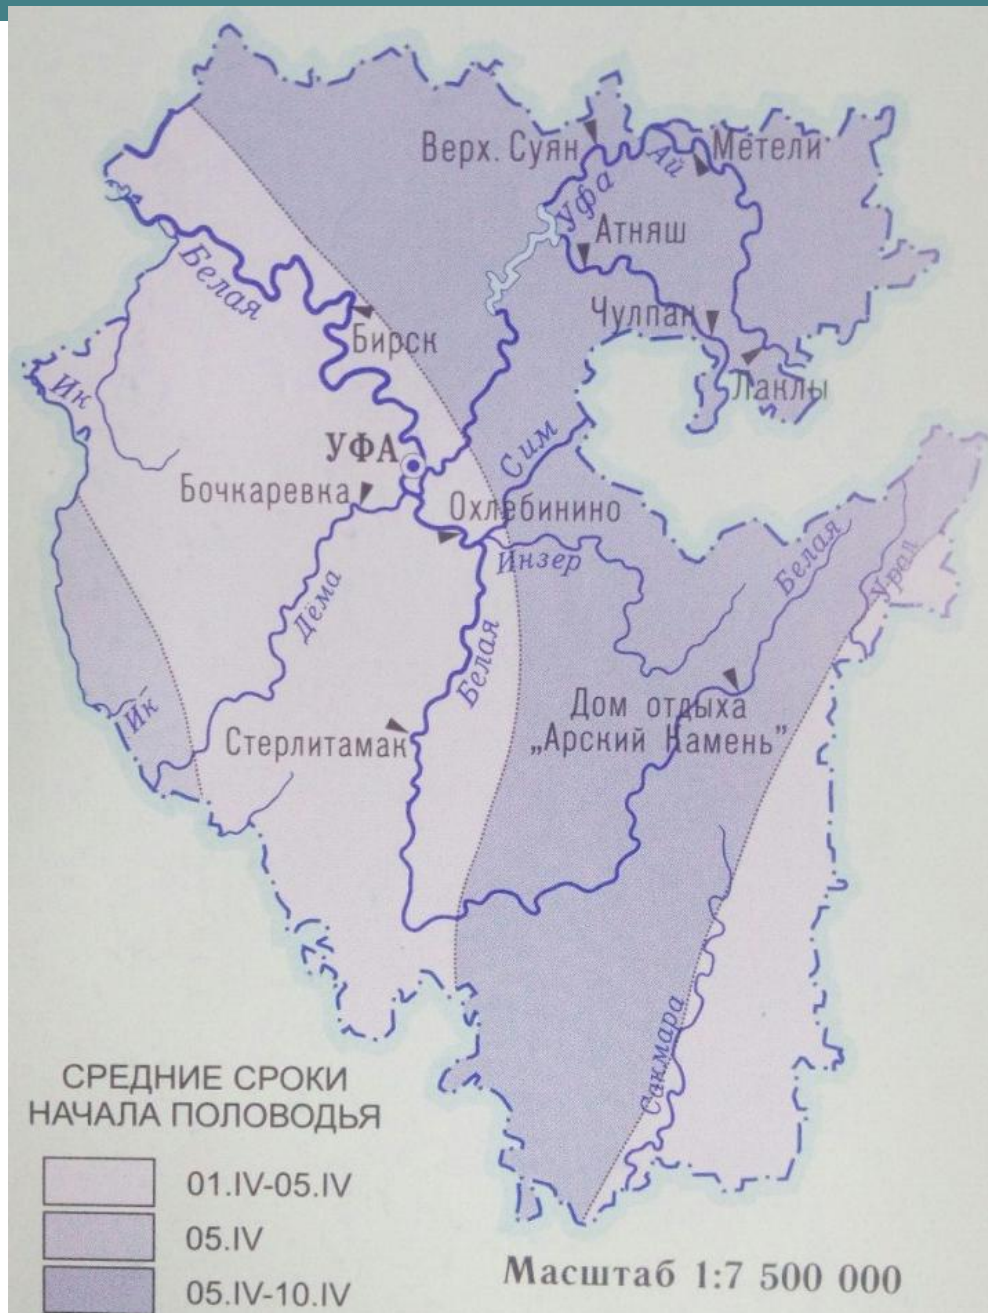 Верх. Суян
Ай
Метели
Уфа
Атняш
Белая
Чулпан
Бирск
Лаклы
Ик
УФА
Сим
Бочкаревка
Охлебинино
Инзер
Белая
Урал
Дёма
Белая
Ик
Дом отдыха
„Арский Камень"
Стерлитамак
Сакмара
СРЕДНИЕ СРОКИ
НАЧАЛА ПОЛОВОДЬЯ
01.IV-05.IV
05.IV
05.IV-10.IV
Масштаб 1:7 500 000